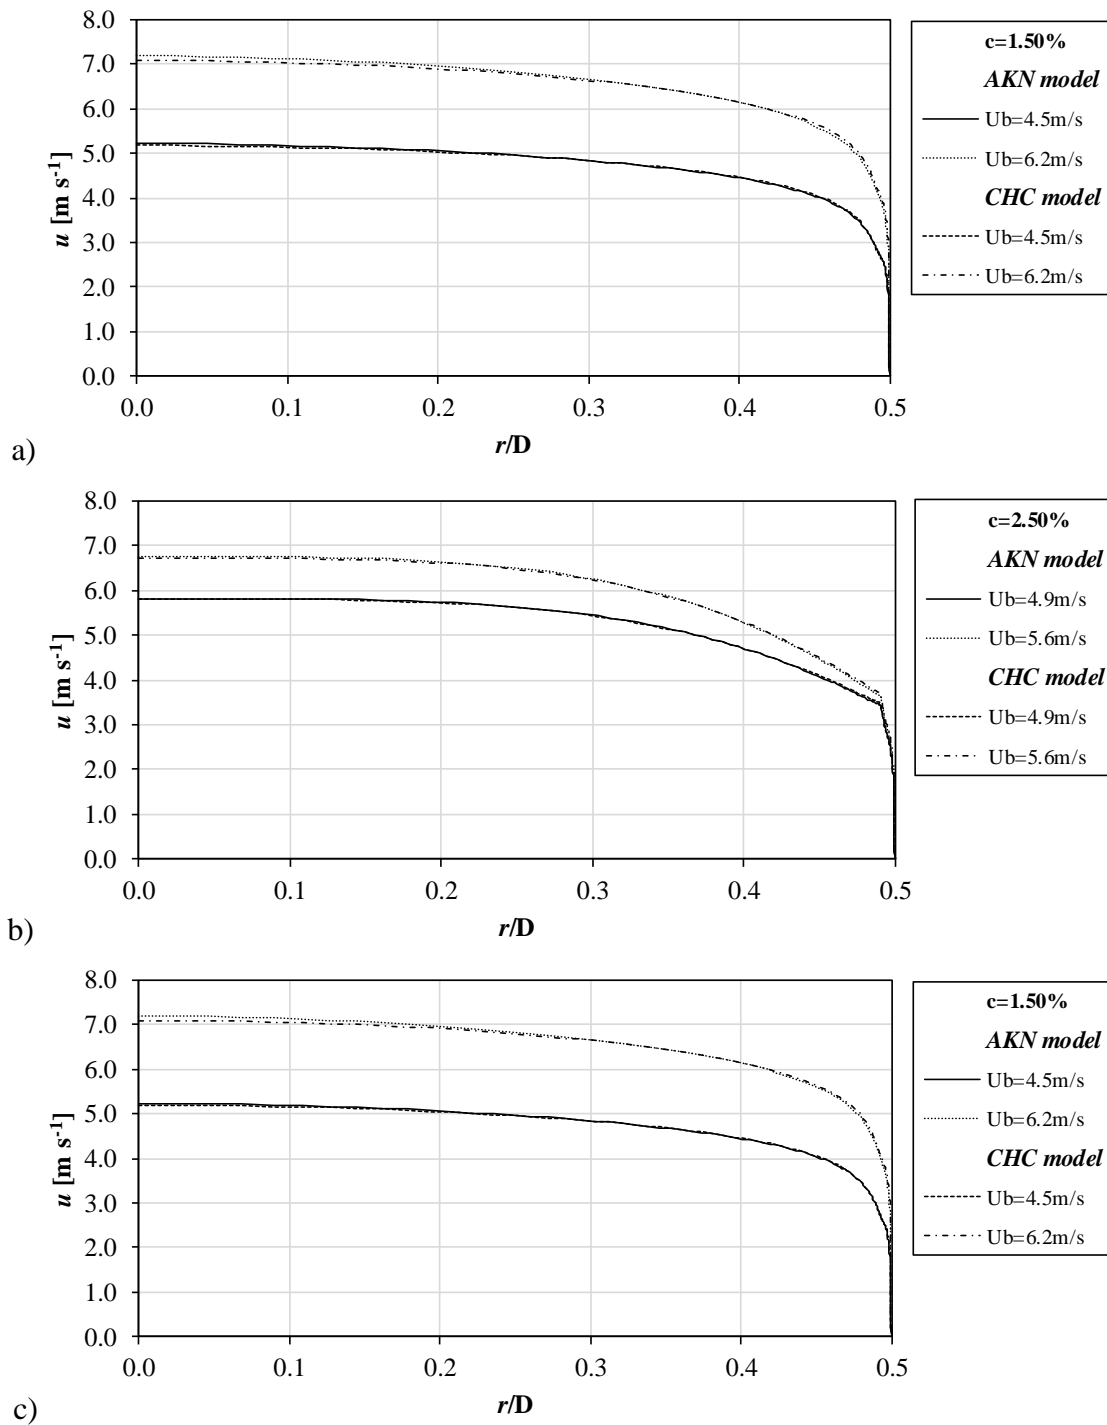 8.0
7.0
6.0
5.0
4.0
3.0
2.0
1.0
0.0
u [m s-1]
0.0 0.1 0.2 0.3 0.4 0.5
r/D
a)
c=1.50%
AKN model
Ub=4.5m/s
Ub=6.2m/s
CHC model
Ub=4.5m/s
Ub=6.2m/s
8.0
7.0
6.0
5.0
4.0
3.0
2.0
1.0
0.0
u [m s-1]
0.0 0.1 0.2 0.3 0.4 0.5
r/D
b)
c=2.50%
AKN model
Ub=4.9m/s
Ub=5.6m/s
CHC model
Ub=4.9m/s
Ub=5.6m/s
8.0
7.0
6.0
5.0
4.0
3.0
2.0
1.0
0.0
u [m s-1]
0.0 0.1 0.2 0.3 0.4 0.5
r/D
c)
c=1.50%
AKN model
Ub=4.5m/s
Ub=6.2m/s
CHC model
Ub=4.5m/s
Ub=6.2m/s